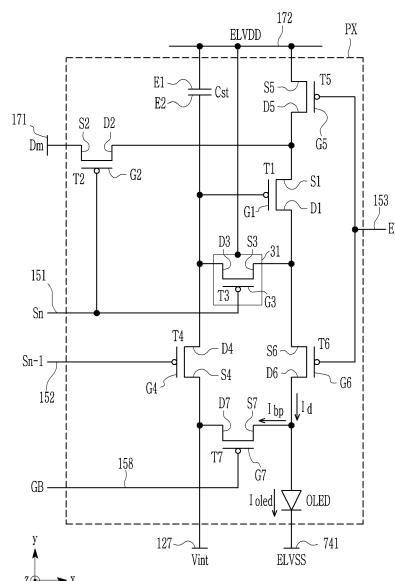 172
ELVDD
PX
E1
E2
Cst
S5
T5
D5
G5
171
Dm
S2
D2
T2
G2
T1
S1
G1
D1
153
151
D3
S3
31
T3
G3
Sn
T4
D4
S6
T6
Sn-1
G4
S4
D6
G6
152
D7
S7
Ibp
Id
T7
G7
158
GB
Ioled
OLED
127
741
Vint
ELVSS
y
z
x